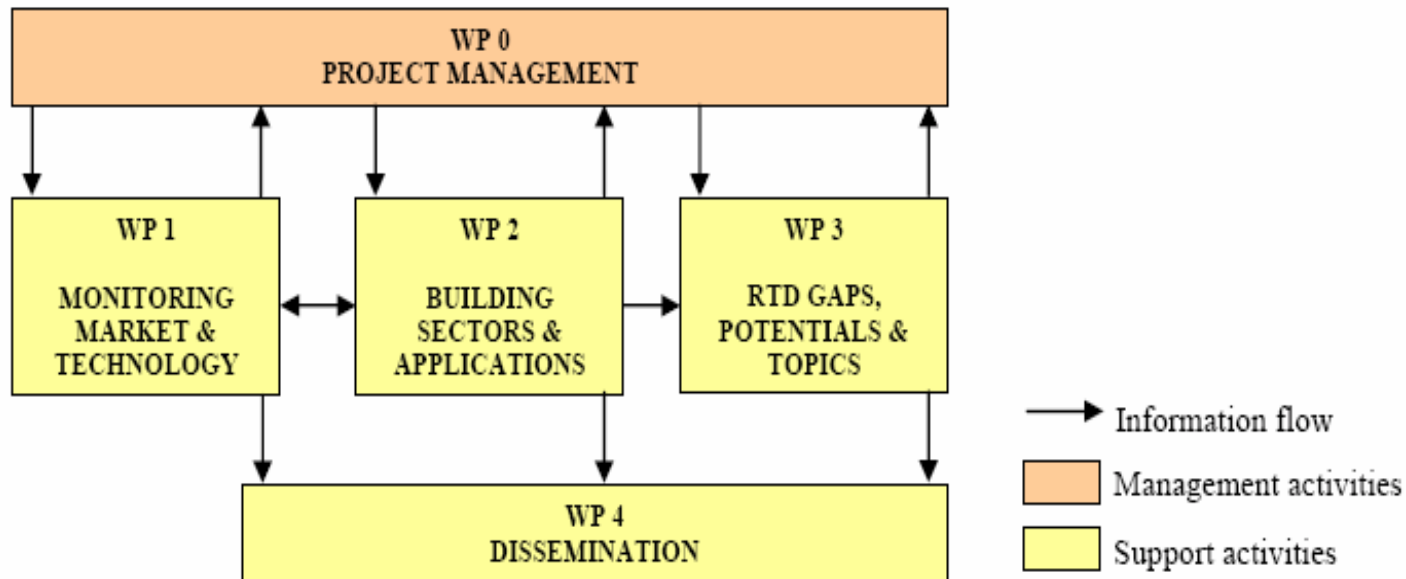 WP 0
PROJECT MANAGEMENT
WP 1
MONITORING
MARKET &
TECHNOLOGY
WP 2
BUILDING
SECTORS &
APPLICATIONS
WP 3
RTD GAPS,
POTENTIALS &
TOPICS
WP 4
DISSEMINATION
Information flow
Management activities
Support activities